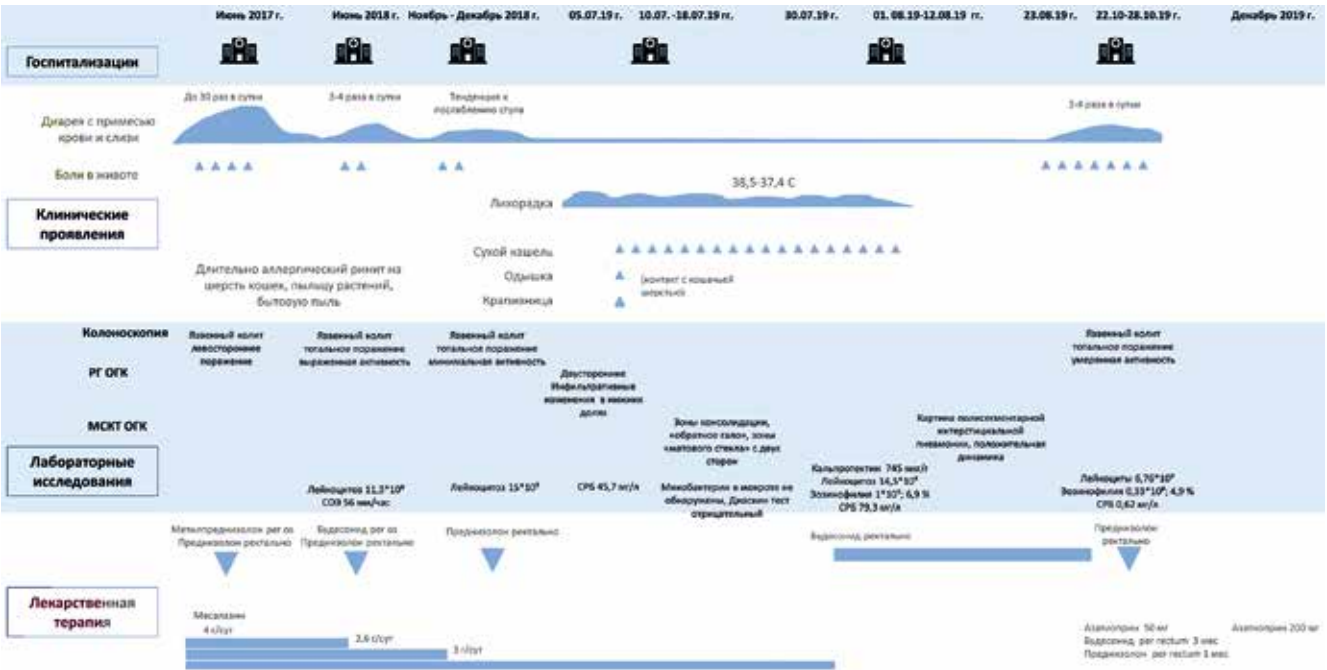 Июнь 2017 г. Июнь 2018 г. Ноябрь - Декабрь 2018 г. 05.07.19 г. 10.07.-18.07.19 гг. 30.07.19 г. 01.08.19-12.08.19 гг. 23.08.19 г. 22.10-28.10.19 г. Декабрь 2019 г.
Госпитализации
До 30 раз в сутки 3-4 раза в сутки Тенденция к
послаблению стула
3-4 раза в сутки
Диарея с примесью
крови и слизи
Боли в животе
38,5-37,4 С
Лихорадка
Клинические
проявления
Сухой кашель
Одышка
Крапивница
(контакт с кошачьей
шерстью)
Длительно аллергический ринит на
шерсть кошек, пыльцу растений,
бытовую пыль
Колоноскопия
Язвенный колит
левостороннее
поражение
Язвенный колит
тотальное поражение
выраженная активность
Язвенный колит
тотальное поражение
минимальная активность
Язвенный колит
тотальное поражение
умеренная активность
РГ ОГК
Двусторонние
Инфильтративные
изменения в нижних
долях
МСКТ ОГК
Зоны консолидации,
«обратное гало», зоны
«матового стекла» с двух
сторон
Картина полисегментарной
интерстициальной
пневмонии, положительная
динамика
Лабораторные
исследования
Лейкоцитоз 11,3*10⁹
СОЭ 56 мм/час
Лейкоцитоз 15*10⁹
СРБ 45,7 мг/л
Микобактерии в мокроте не
обнаружены, Диаскин тест
отрицательный
Кальпротектин 745 мкг/г
Лейкоцитоз 14,5*10⁹
Эозинофилия 1*10⁹; 6,9 %
СРБ 79,3 мг/л
Лейкоциты 6,76*10⁹
Эозинофилия 0,33*10⁹; 4,9 %
СРБ 0,62 мг/л
Метилпреднизолон per os
Преднизолон ректально
Будесонид per os
Преднизолон ректально
Преднизолон ректально
Будесонид ректально
Преднизолон
ректально
Лекарственная
терапия
Месалазин
4 г/сут
2,6 г/сут
3 г/сут
Азатиоприн 50 мг
Будесонид per rectum 3 мес
Преднизолон per rectum 1 мес
Азатиоприн 200 мг